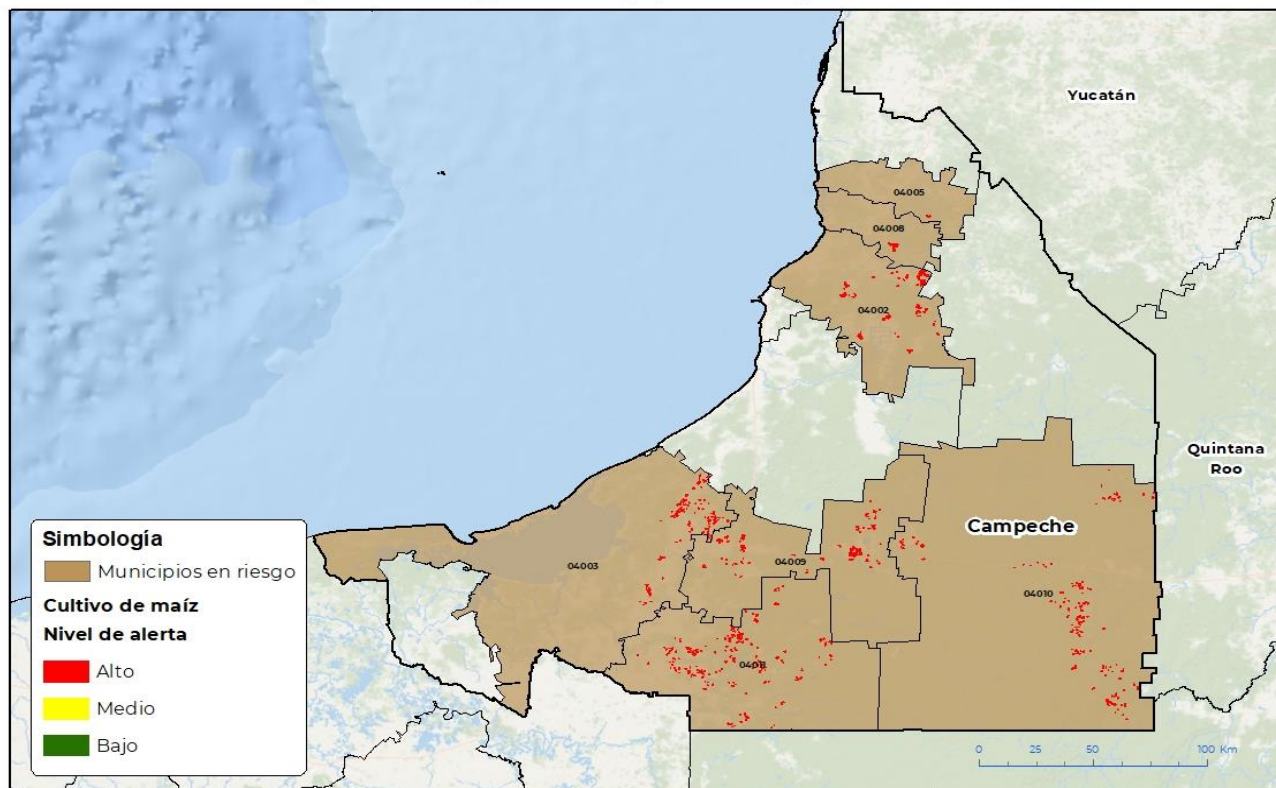 Yucatán
04005
04008
04002
Quintana
Roo
Campeche
04003
04009
04010
04011
Simbología
Municipios en riesgo
Cultivo de maíz
Nivel de alerta
Alto
Medio
Bajo
0 25 50 100 Km